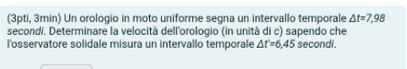 (3pti, 3min) Un orologio in moto uniforme segna un intervallo temporale Δt=7,98
secondi. Determinare la velocità dell'orologio (in unità di c) sapendo che
l'osservatore solidale misura un intervallo temporale Δt'=6,45 secondi.